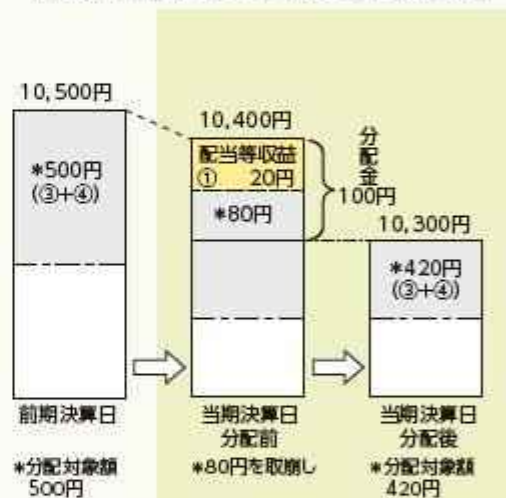 10,500円
*500円
(③+④)
前期決算日
*分配対象額
500円
10,400円
配当等収益
① 20円
*80円
分配金
100円
当期決算日
分配前
*80円を取崩し
10,300円
*420円
(③+④)
当期決算日
分配後
*分配対象額
420円